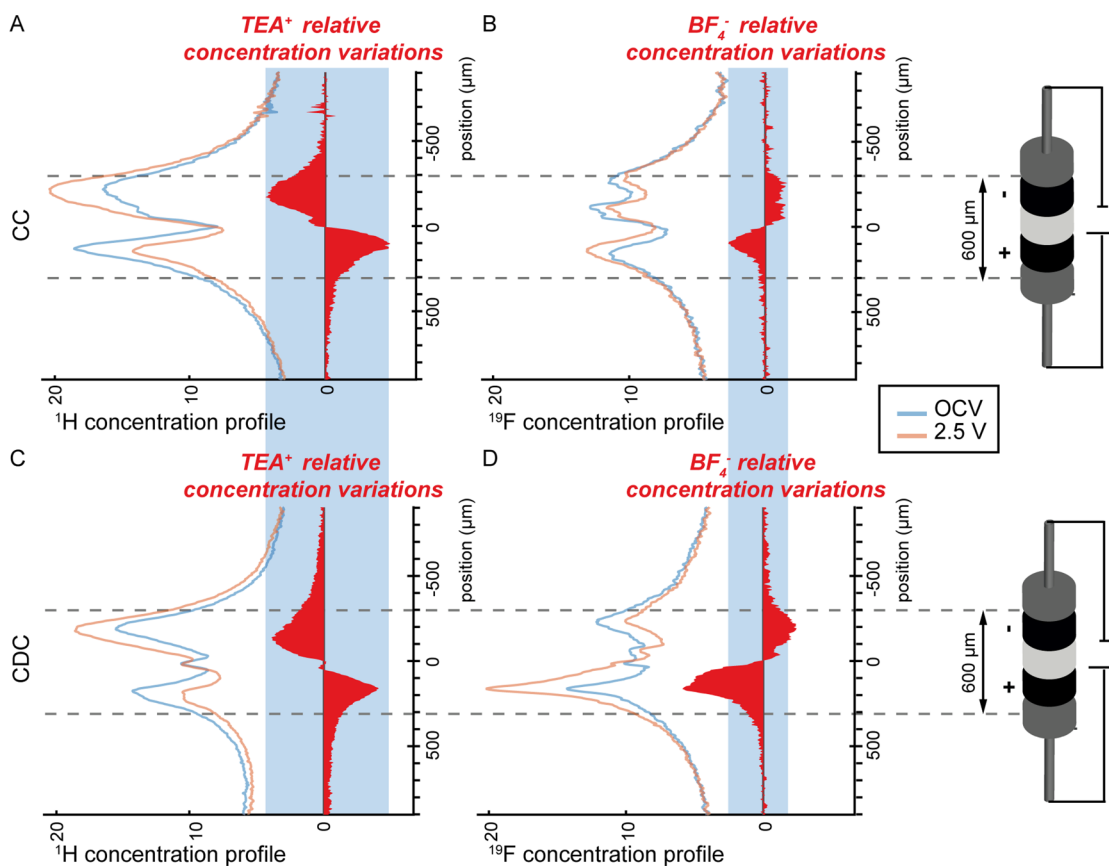 A
TEA⁺ relative
concentration variations
B
BF₄⁻ relative
concentration variations
CC
position (µm)
-500
0
500
20
10
0
¹H concentration profile
position (µm)
-500
0
500
20
10
0
¹⁹F concentration profile
600 µm
-
+
OCV
2.5 V
C
TEA⁺ relative
concentration variations
D
BF₄⁻ relative
concentration variations
CDC
position (µm)
-500
0
500
20
10
0
¹H concentration profile
position (µm)
-500
0
500
20
10
0
¹⁹F concentration profile
600 µm
-
+